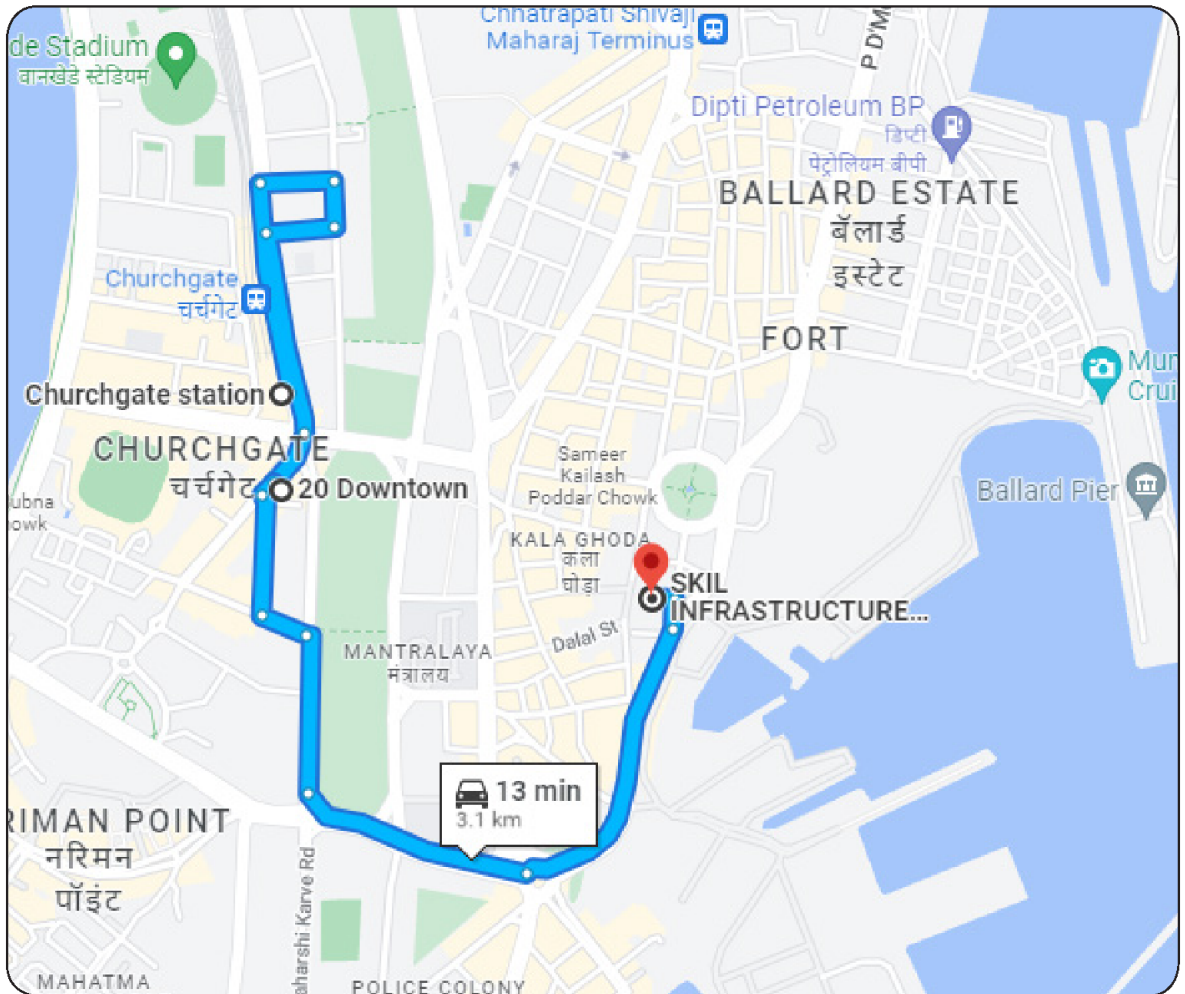 Chhatrapati Shivaji
Maharaj Terminus
de Stadium
वानखेडे स्टेडियम
P D'M
Dipti Petroleum BP
डिप्टी
पेट्रोलियम बीपी
BALLARD ESTATE
बॅलार्ड
इस्टेट
Churchgate
चर्चगेट
FORT
Mur
Crui
Churchgate station
CHURCHGATE
चर्चगेट
20 Downtown
Sameer
Kailash
Poddar Chowk
Ballard Pier
ubna
owk
KALA GHODA
कला
घोडा
SKIL
INFRASTRUCTURE...
Dalal St
MANTRALAYA
मंत्रालय
13 min
3.1 km
RIMAN POINT
नरिमन
पॉइंट
aharshi Karve Rd
MAHATMA
POLICE COLONY